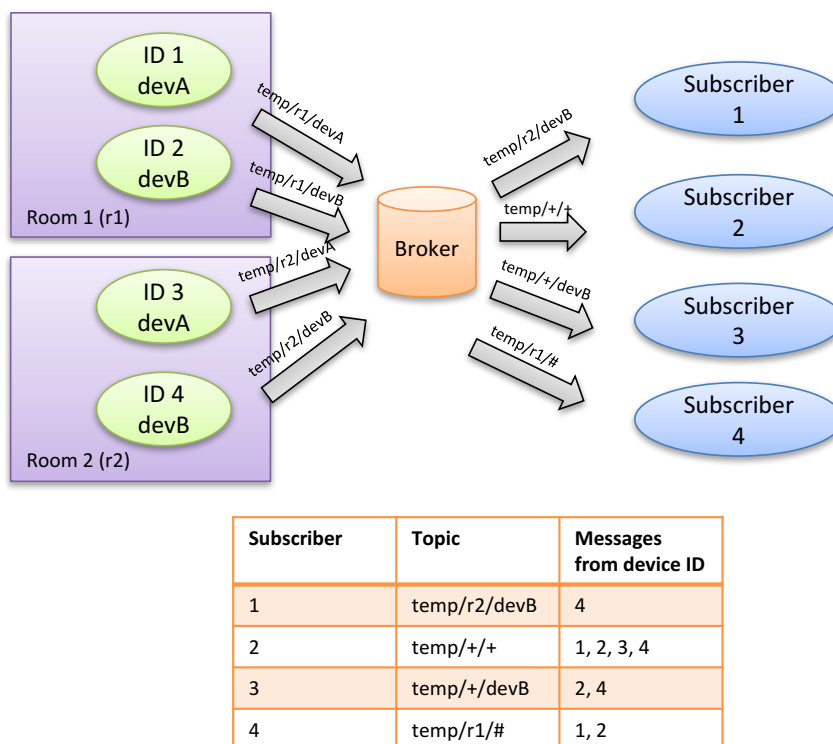 ID 1
devA
ID 2
devB
Room 1 (r1)
ID 3
devA
ID 4
devB
Room 2 (r2)
temp/r1/devA
temp/r1/devB
temp/r2/devA
temp/r2/devB
Broker
temp/r2/devB
temp/+/+
temp/+/devB
temp/r1/#
Subscriber
1
Subscriber
2
Subscriber
3
Subscriber
4
Subscriber Topic Messages
from device ID
1 temp/r2/devB 4
2 temp/+/+ 1, 2, 3, 4
3 temp/+/devB 2, 4
4 temp/r1/# 1, 2